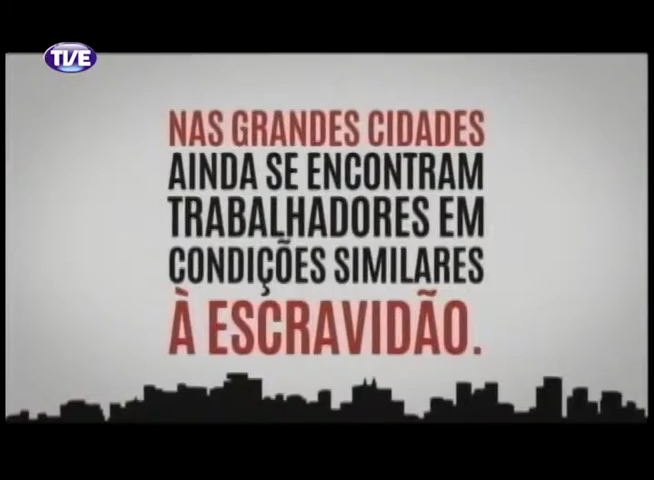 TVE
NAS GRANDES CIDADES
AINDA SE ENCONTRAM
TRABALHADORES EM
CONDIÇÕES SIMILARES
À ESCRAVIDÃO.